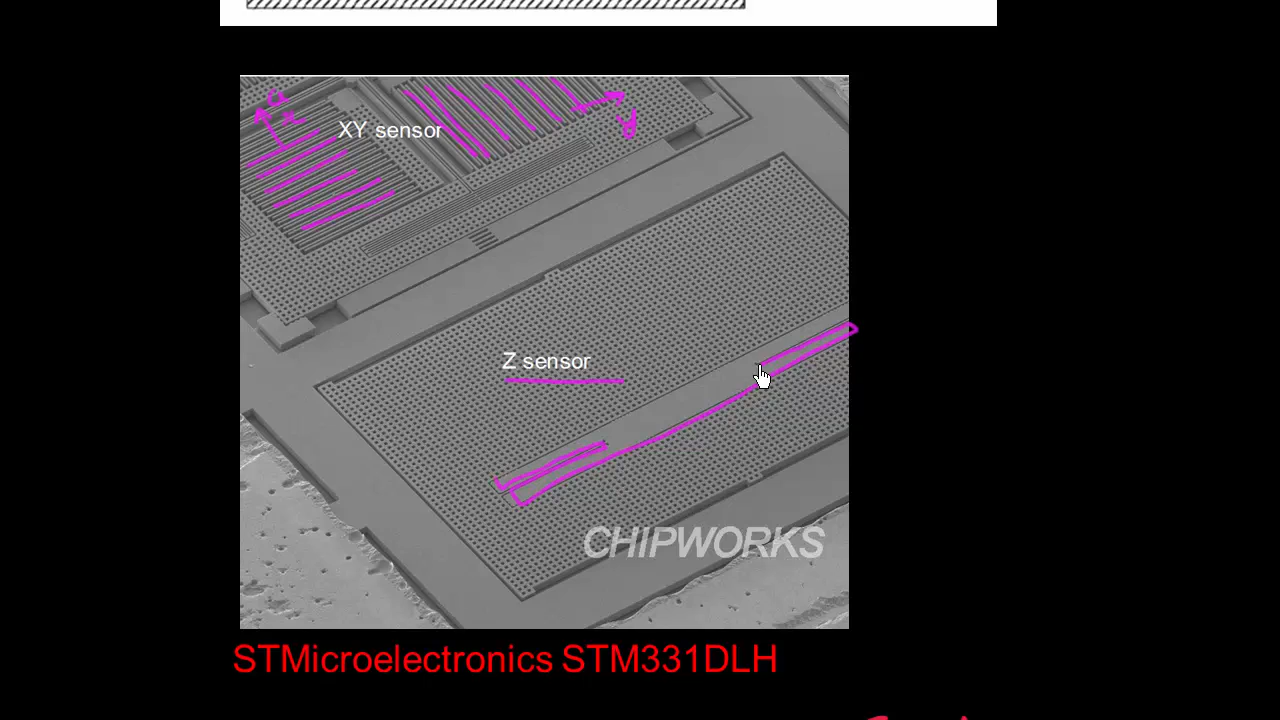 a
x
XY sensor
y
Z sensor
CHIPWORKS
STMicroelectronics STM331DLH